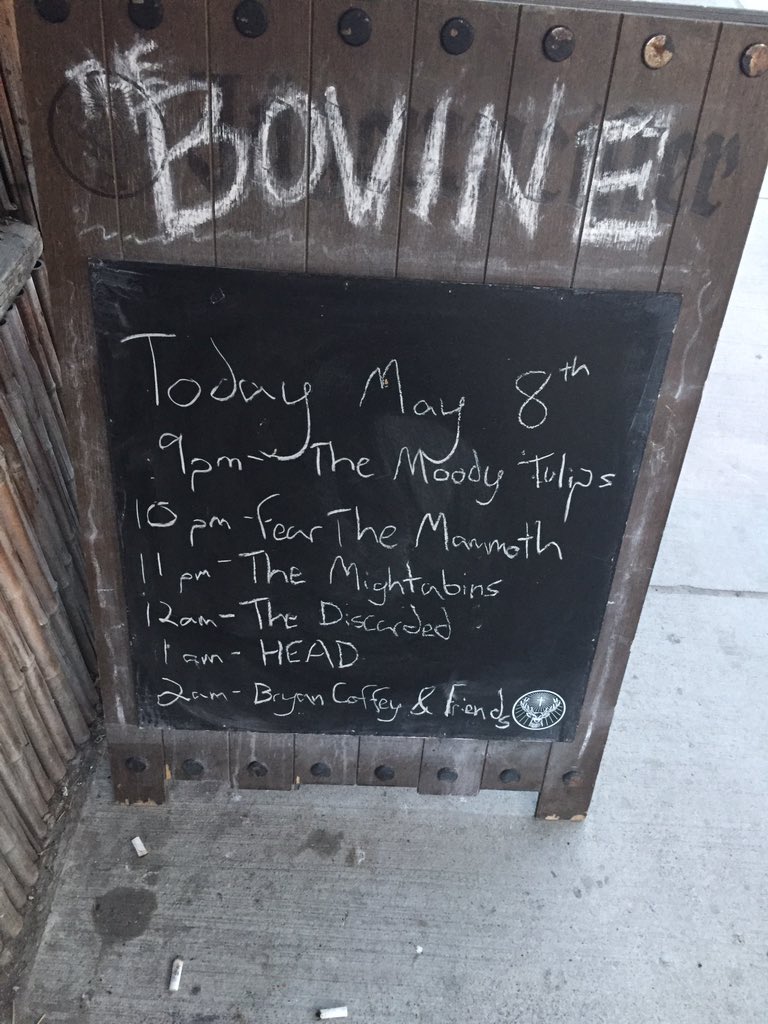 THE
BOVINE
Today May 8th
9pm - The Moody Tulips
10 pm - Fear The Mammoth
11 pm - The Mightabins
12am - The Discarded
1 am - HEAD
2am - Bryan Coffey & Friends